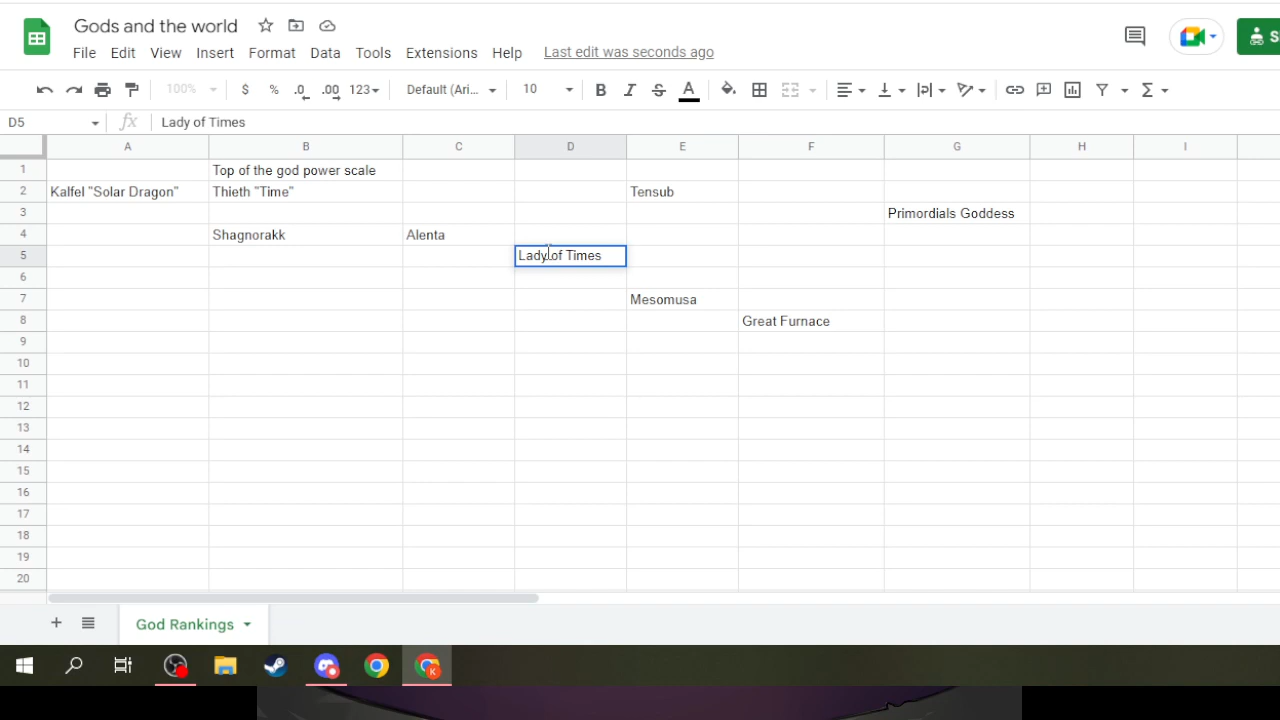 Gods and the world
File Edit View Insert Format Data Tools Extensions Help Last edit was seconds ago
100% $ % .0 .00 123 Default (Ari... 10 B I S A
D5 fx Lady of Times
A B C D E F G H I
1 Top of the god power scale
2 Kalfel "Solar Dragon" Thieth "Time" Tensub
3 Primordials Goddess
4 Shagnorakk Alenta
5 Lady of Times
6
7 Mesomusa
8 Great Furnace
9
10
11
12
13
14
15
16
17
18
19
20
God Rankings
K